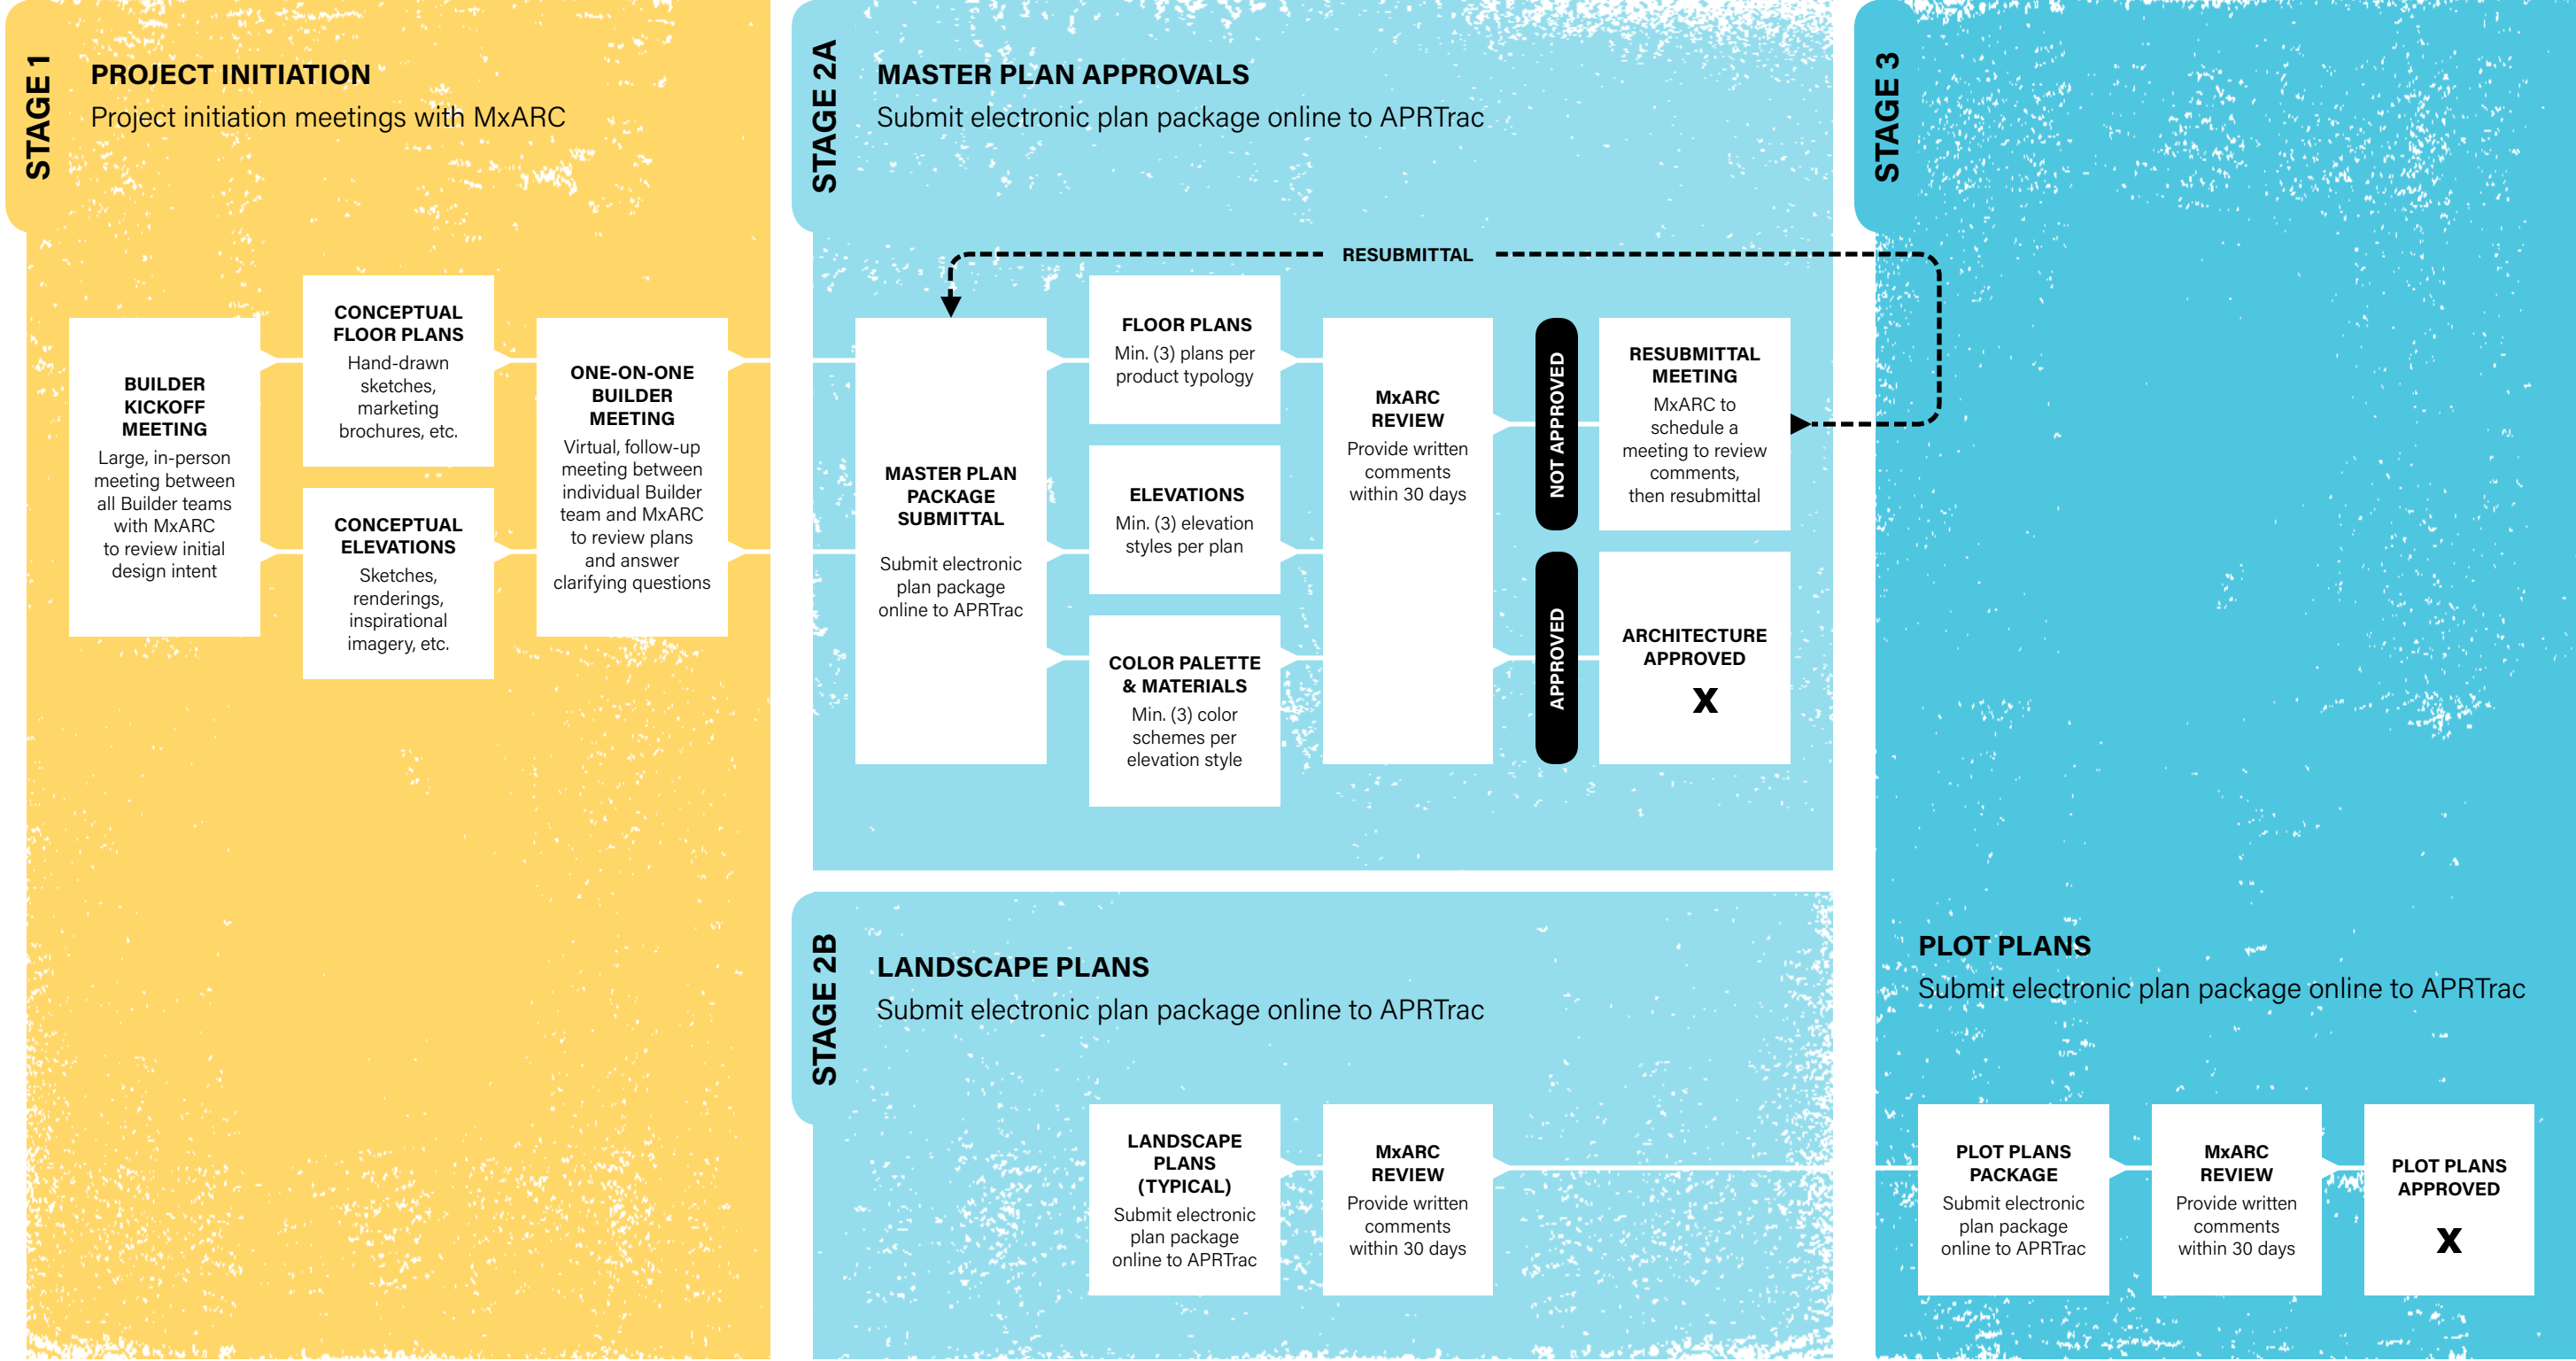 STAGE 1
PROJECT INITIATION
Project initiation meetings with MxARC
BUILDER
KICKOFF
MEETING
Large, in-person
meeting between
all Builder teams
with MxARC
to review initial
design intent
CONCEPTUAL
FLOOR PLANS
Hand-drawn
sketches,
marketing
brochures, etc.
CONCEPTUAL
ELEVATIONS
Sketches,
renderings,
inspirational
imagery, etc.
ONE-ON-ONE
BUILDER
MEETING
Virtual, follow-up
meeting between
individual Builder
team and MxARC
to review plans
and answer
clarifying questions
STAGE 2A
MASTER PLAN APPROVALS
Submit electronic plan package online to APRTrac
RESUBMITTAL
MASTER PLAN
PACKAGE
SUBMITTAL
Submit electronic
plan package
online to APRTrac
FLOOR PLANS
Min. (3) plans per
product typology
ELEVATIONS
Min. (3) elevation
styles per plan
COLOR PALETTE
& MATERIALS
Min. (3) color
schemes per
elevation style
MxARC
REVIEW
Provide written
comments
within 30 days
NOT APPROVED
RESUBMITTAL
MEETING
MxARC to
schedule a
meeting to review
comments,
then resubmittal
APPROVED
ARCHITECTURE
APPROVED
X
STAGE 2B
LANDSCAPE PLANS
Submit electronic plan package online to APRTrac
LANDSCAPE
PLANS
(TYPICAL)
Submit electronic
plan package
online to APRTrac
MxARC
REVIEW
Provide written
comments
within 30 days
STAGE 3
PLOT PLANS
Submit electronic plan package online to APRTrac
PLOT PLANS
PACKAGE
Submit electronic
plan package
online to APRTrac
MxARC
REVIEW
Provide written
comments
within 30 days
PLOT PLANS
APPROVED
X